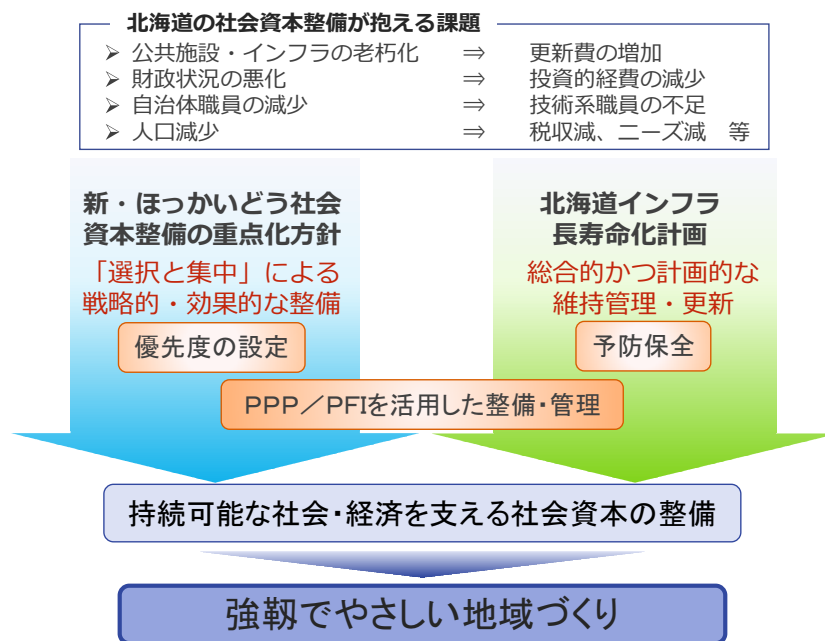 北海道の社会資本整備が抱える課題
➢ 公共施設・インフラの老朽化 ⇒ 更新費の増加
➢ 財政状況の悪化 ⇒ 投資的経費の減少
➢ 自治体職員の減少 ⇒ 技術系職員の不足
➢ 人口減少 ⇒ 税収減、ニーズ減 等
新・ほっかいどう社会
資本整備の重点化方針
「選択と集中」による
戦略的・効果的な整備
優先度の設定
北海道インフラ
長寿命化計画
総合的かつ計画的な
維持管理・更新
予防保全
PPP/PFIを活用した整備・管理
持続可能な社会・経済を支える社会資本の整備
強靱でやさしい地域づくり